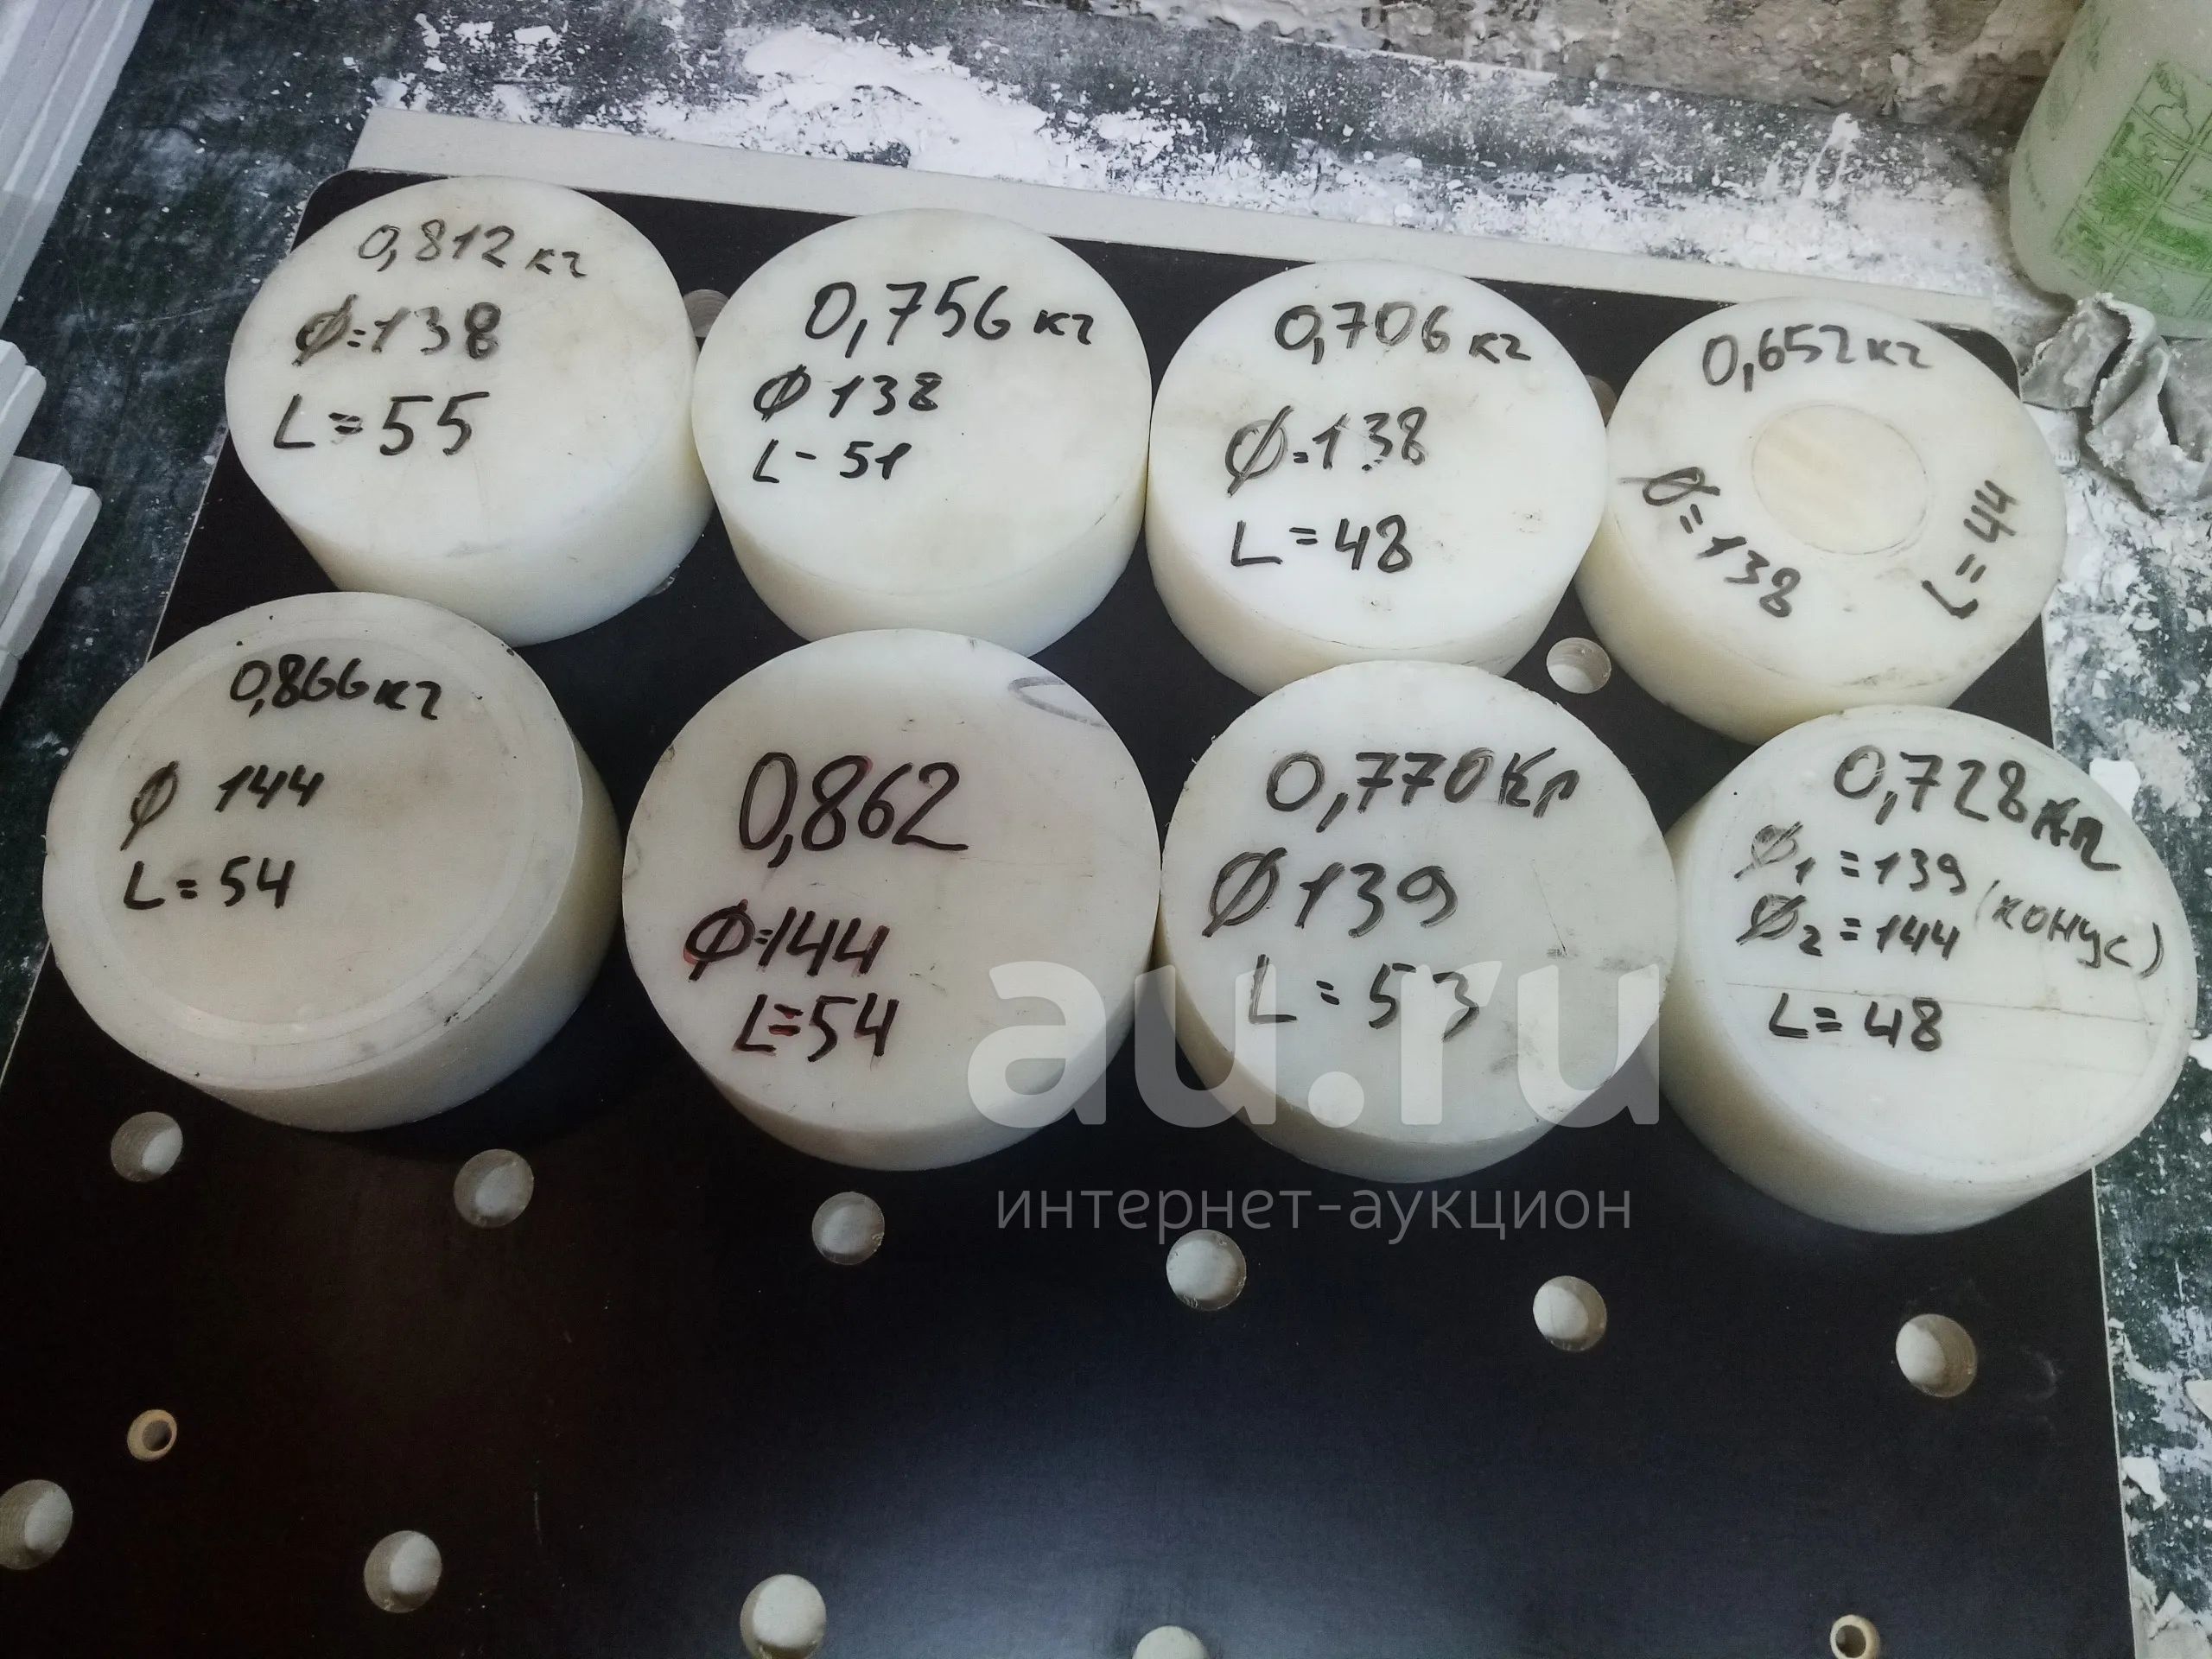 0,812 кг
Ø=138
L=55
0,756 кг
Ø 138
L-51
0,706 кг
Ø=138
L=48
0,652 кг
Ø=138
L=44
0,866 кг
Ø 144
L=54
0,862
Ø=144
L=54
0,770 Кг
Ø 139
L=53
0,728 кг
Ø1=139 (конус)
Ø2=144
L=48
au.ru
интернет-аукцион